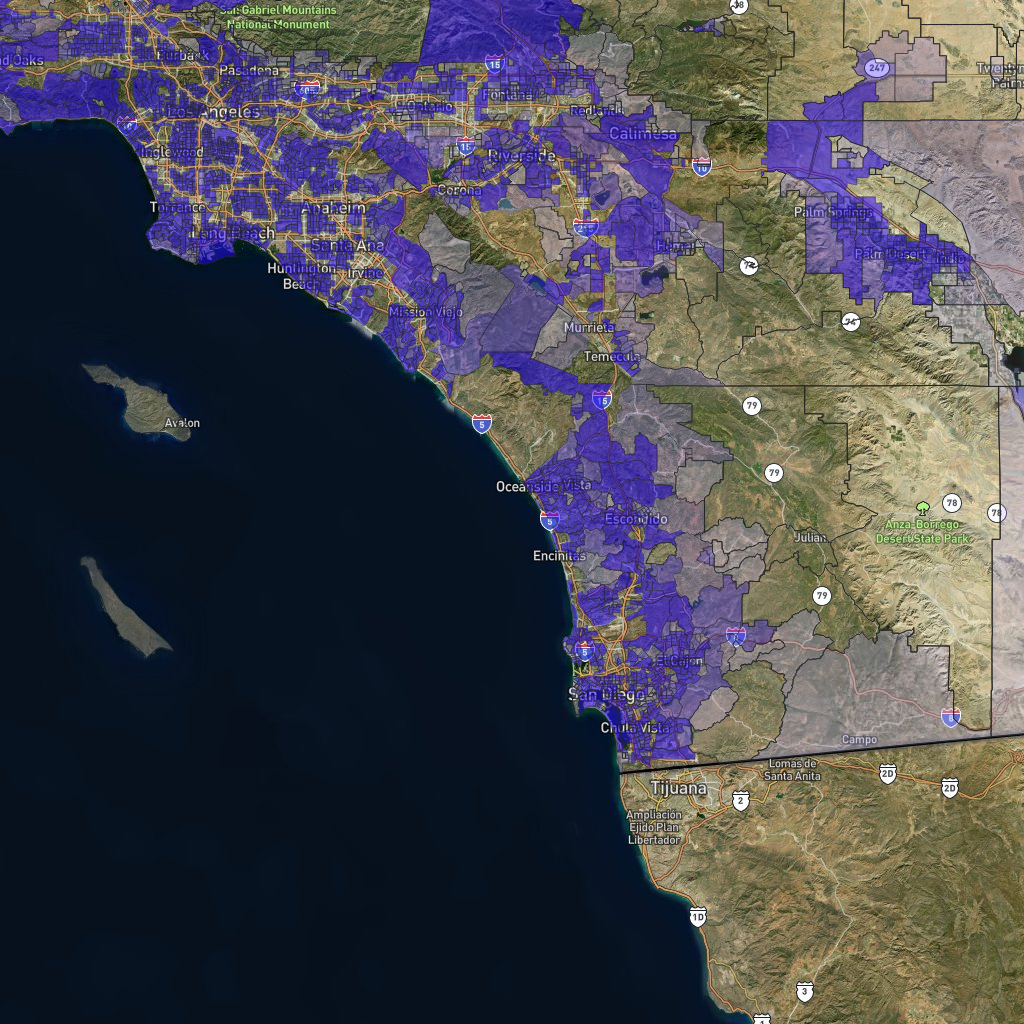 San Gabriel Mountains
National Monument
38
Burbank
15
247
Pasadena
Fontana
Ontario
Los Angeles
Redlands
Calimesa
Inglewood
10
Riverside
10
Corona
Torrance
Anaheim
Palm Springs
Long Beach
215
Santa Ana
Hemet
Palm Desert
Indio
Huntington
Beach
Irvine
74
Mission Viejo
74
Murrieta
Temecula
15
79
Avalon
5
79
Oceanside
Vista
78
78
5
Escondido
Anza-Borrego
Desert State Park
Julian
Encinitas
79
5
8
El Cajon
San Diego
8
Chula Vista
Campo
Lomas de
Santa Anita
2D
2D
Tijuana
2
Ampliación
Ejido Plan
Libertador
1D
3
1